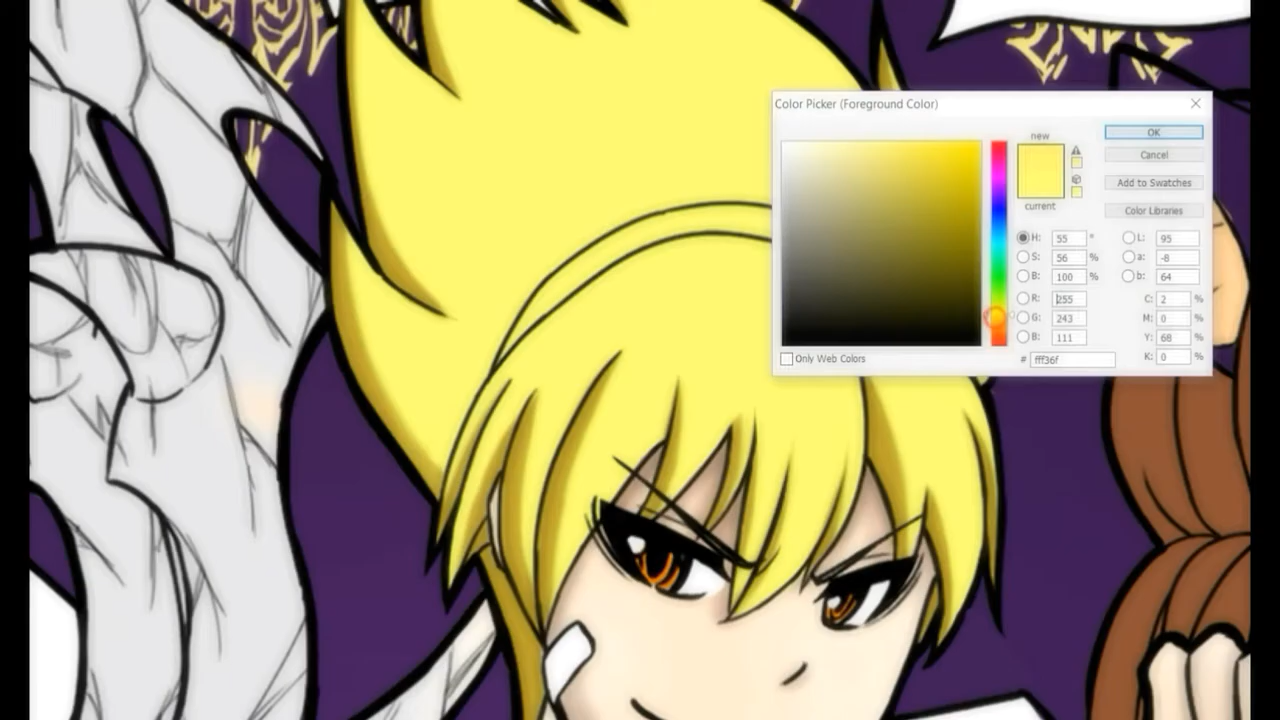 Color Picker (Foreground Color)
new
OK
Cancel
Add to Swatches
current
Color Libraries
H: 55 ° L: 95
S: 56 % a: -8
B: 100 % b: 64
R: 255 C: 2 %
G: 243 M: 0 %
B: 111 Y: 68 %
Only Web Colors # fff36f K: 0 %